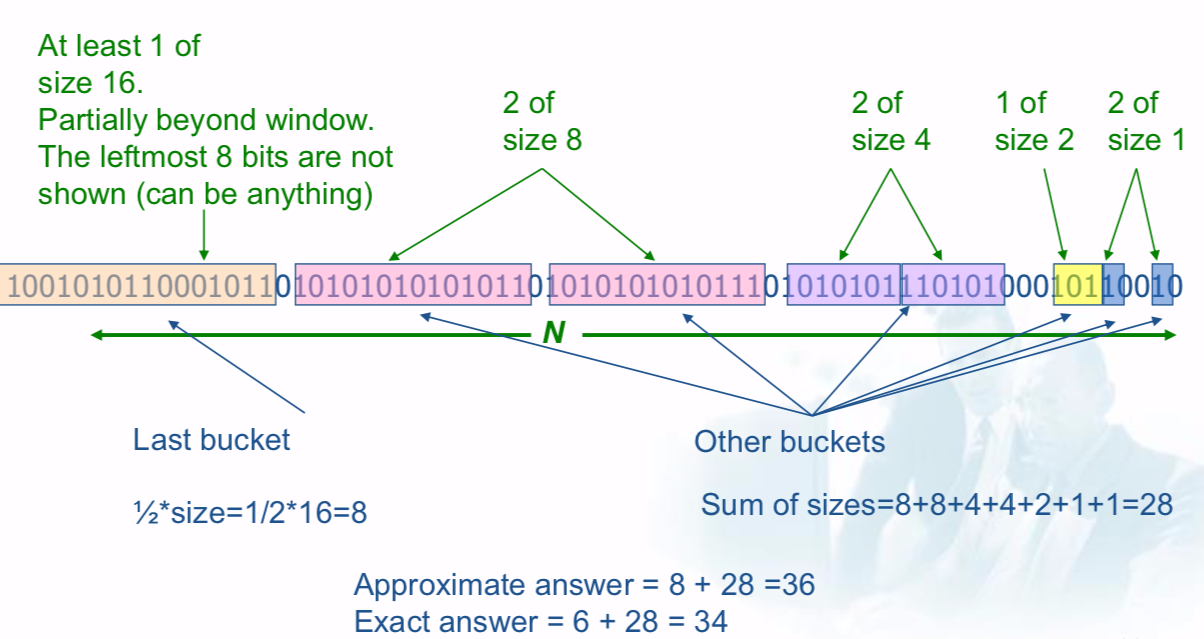 At least 1 of
size 16.
Partially beyond window.
The leftmost 8 bits are not
shown (can be anything)
2 of
size 8
2 of
size 4
1 of
size 2
2 of
size 1
1001010110001011010101010101011010101010101110101010111010100010110010
N
Last bucket
½*size=1/2*16=8
Other buckets
Sum of sizes=8+8+4+4+2+1+1=28
Approximate answer = 8 + 28 =36
Exact answer = 6 + 28 = 34